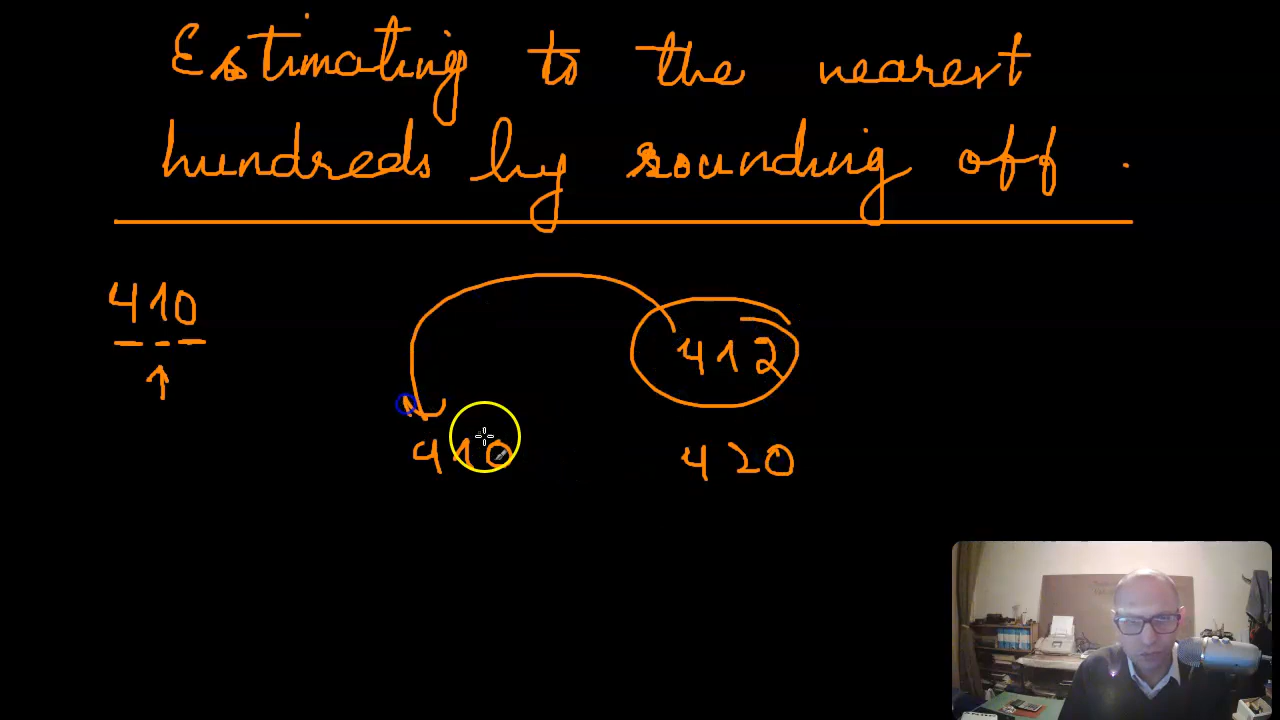 Estimating to the nearest
hundreds by rounding off .
410
412
410
420